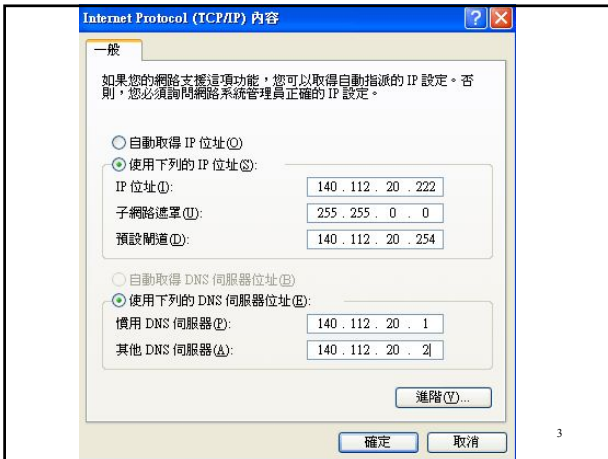 Internet Protocol (TCP/IP) 內容
一般
如果您的網路支援這項功能，您可以取得自動指派的 IP 設定。否
則，您必須詢問網路系統管理員正確的 IP 設定。
自動取得 IP 位址(O)
使用下列的 IP 位址(S):
IP 位址(I): 140 . 112 . 20 . 222
子網路遮罩(U): 255 . 255 . 0 . 0
預設閘道(D): 140 . 112 . 20 . 254
自動取得 DNS 伺服器位址(B)
使用下列的 DNS 伺服器位址(E):
慣用 DNS 伺服器(P): 140 . 112 . 20 . 1
其他 DNS 伺服器(A): 140 . 112 . 20 . 2
進階(V)...
確定 取消
3